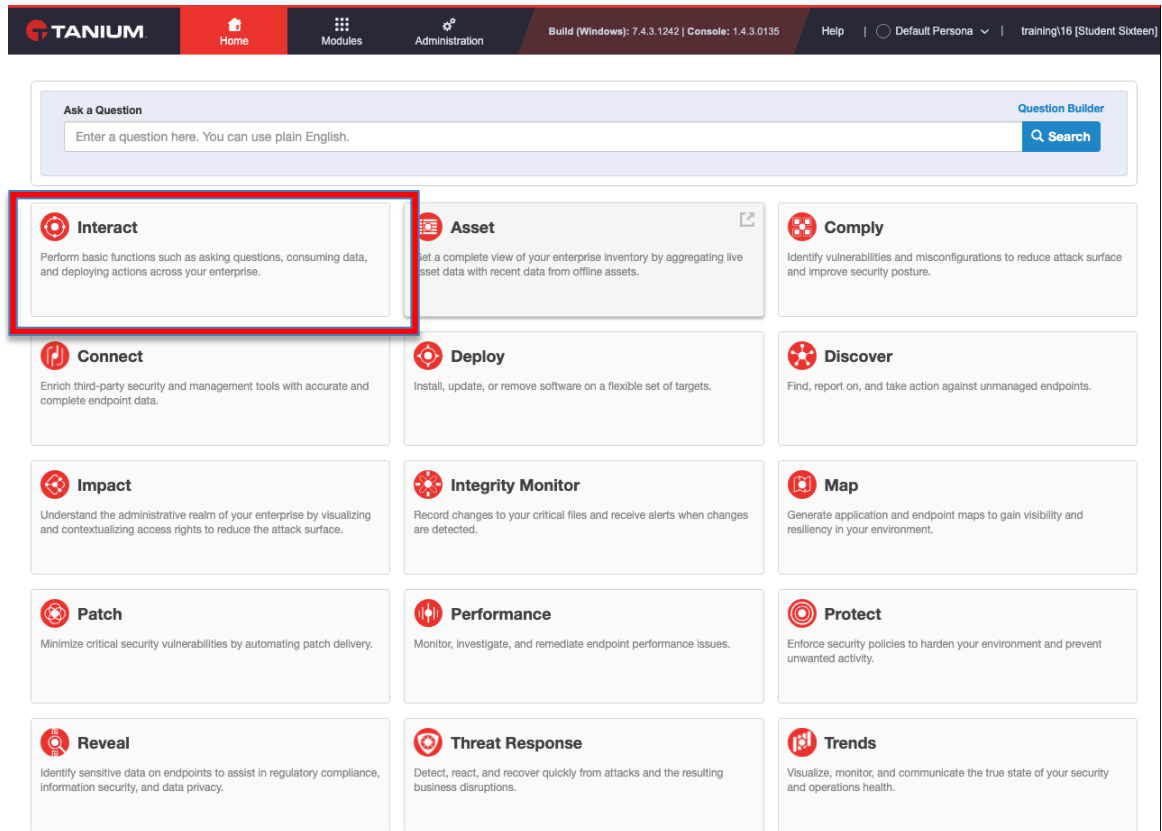 TANIUM
Home
Modules
Administration
Build (Windows): 7.4.3.1242 | Console: 1.4.3.0135
Help | Default Persona | training\16 [Student Sixteen]
Ask a Question
Question Builder
Enter a question here. You can use plain English.
Search
Interact
Perform basic functions such as asking questions, consuming data,
and deploying actions across your enterprise.
Asset
et a complete view of your enterprise inventory by aggregating live
sset data with recent data from offline assets.
Comply
Identify vulnerabilities and misconfigurations to reduce attack surface
and improve security posture.
Connect
Enrich third-party security and management tools with accurate and
complete endpoint data.
Deploy
Install, update, or remove software on a flexible set of targets.
Discover
Find, report on, and take action against unmanaged endpoints.
Impact
Understand the administrative realm of your enterprise by visualizing
and contextualizing access rights to reduce the attack surface.
Integrity Monitor
Record changes to your critical files and receive alerts when changes
are detected.
Map
Generate application and endpoint maps to gain visibility and
resiliency in your environment.
Patch
Minimize critical security vulnerabilities by automating patch delivery.
Performance
Monitor, investigate, and remediate endpoint performance issues.
Protect
Enforce security policies to harden your environment and prevent
unwanted activity.
Reveal
Identify sensitive data on endpoints to assist in regulatory compliance,
information security, and data privacy.
Threat Response
Detect, react, and recover quickly from attacks and the resulting
business disruptions.
Trends
Visualize, monitor, and communicate the true state of your security
and operations health.